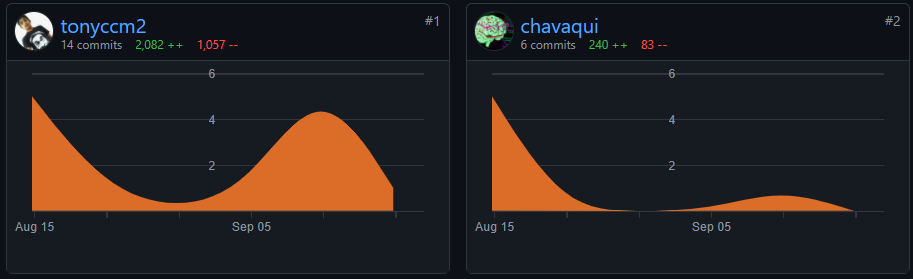 tonyccm2
#1
14 commits 2,082 ++ 1,057 --
6
4
2
Aug 15 Sep 05
chavaqui
#2
6 commits 240 ++ 83 --
6
4
2
Aug 15 Sep 05